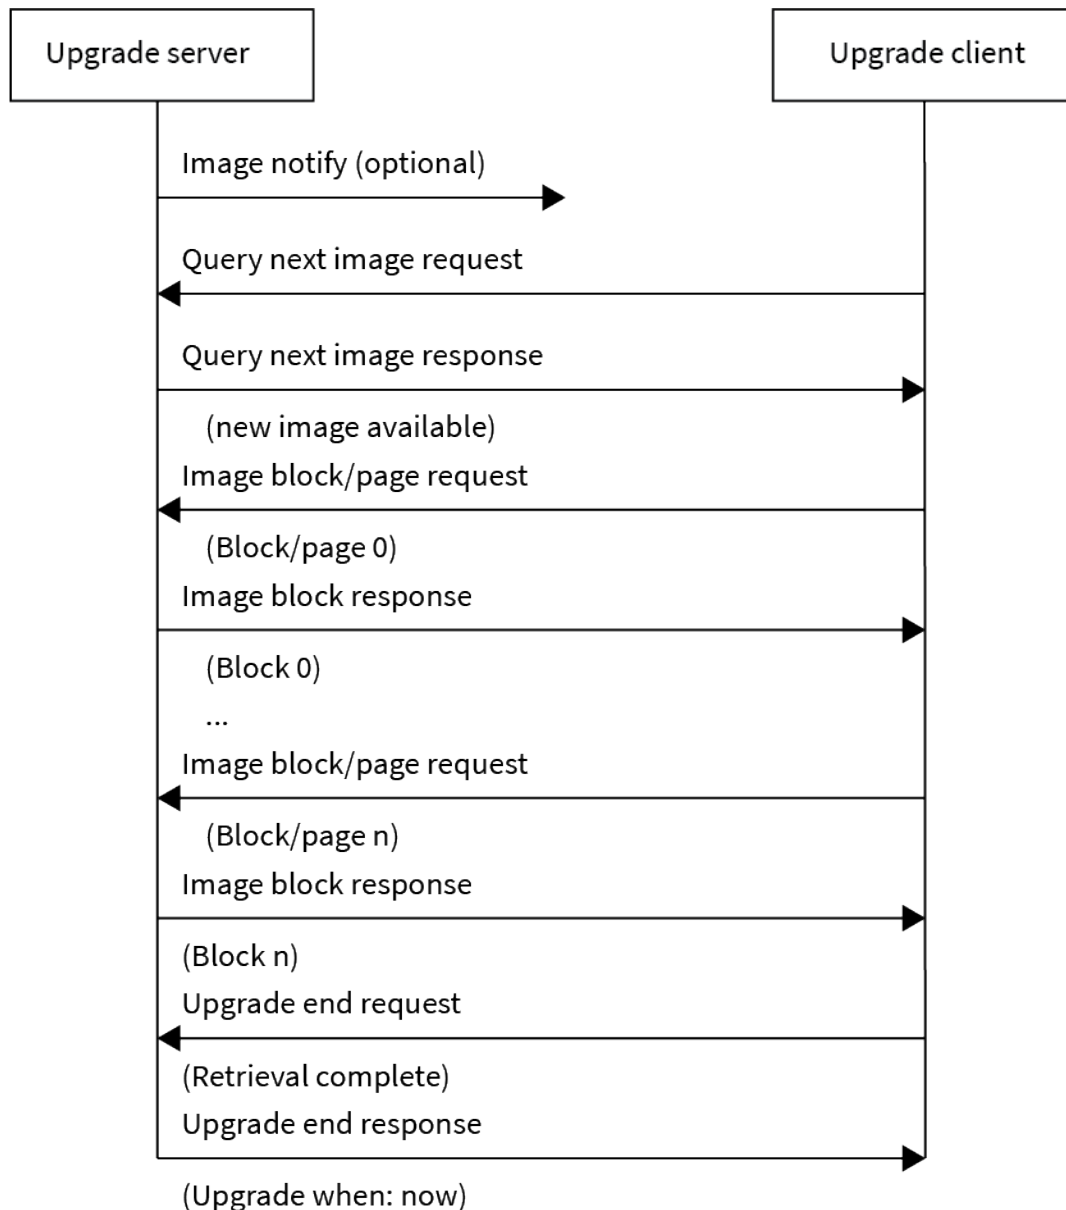 Upgrade server
Upgrade client
Image notify (optional)
Query next image request
Query next image response
(new image available)
Image block/page request
(Block/page 0)
Image block response
(Block 0)
...
Image block/page request
(Block/page n)
Image block response
(Block n)
Upgrade end request
(Retrieval complete)
Upgrade end response
(Upgrade when: now)